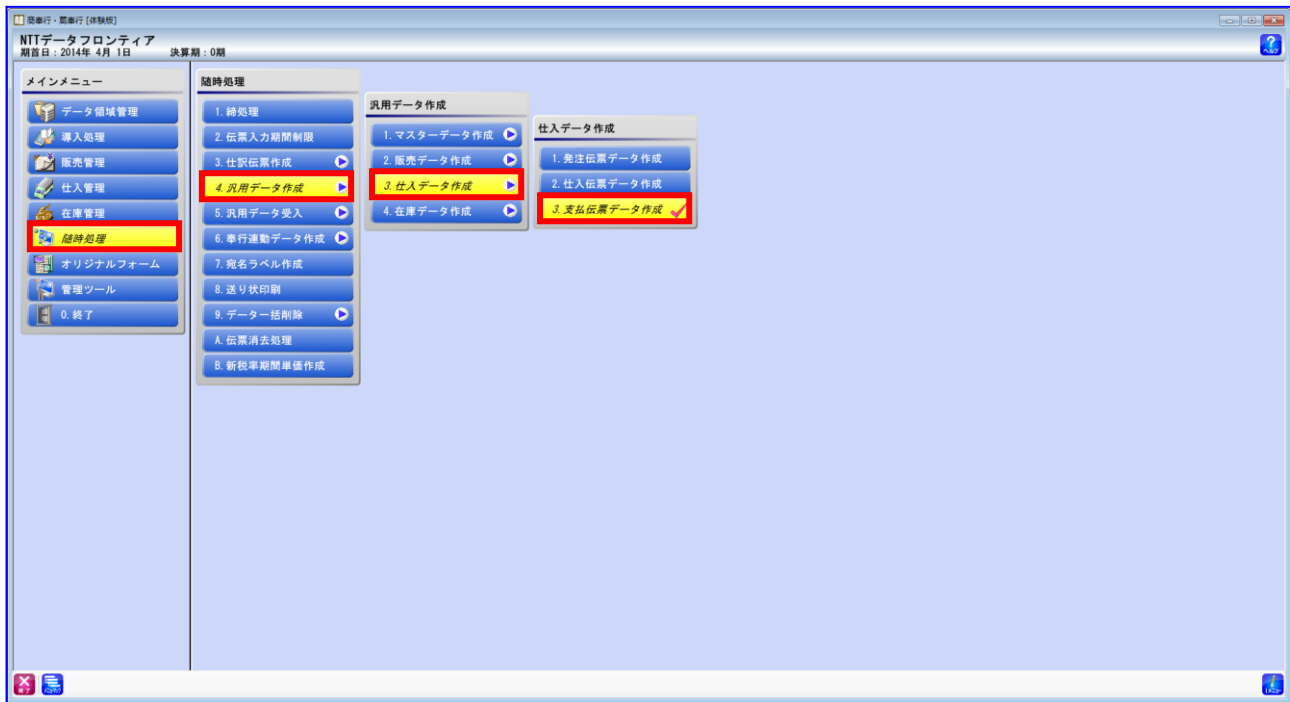 商奉行・蔵奉行 [体験版]
NTTデータフロンティア
期首日：2014年 4月 1日 決算期：0期
ヘルプ
メインメニュー
データ領域管理
導入処理
販売管理
仕入管理
在庫管理
随時処理
オリジナルフォーム
管理ツール
0. 終了
随時処理
1. 締処理
2. 伝票入力期間制限
3. 仕訳伝票作成
4. 汎用データ作成
5. 汎用データ受入
6. 奉行連動データ作成
7. 宛名ラベル作成
8. 送り状印刷
9. データ一括削除
A. 伝票消去処理
B. 新税率期間単価作成
汎用データ作成
1. マスターデータ作成
2. 販売データ作成
3. 仕入データ作成
4. 在庫データ作成
仕入データ作成
1. 発注伝票データ作成
2. 仕入伝票データ作成
3. 支払伝票データ作成
終了